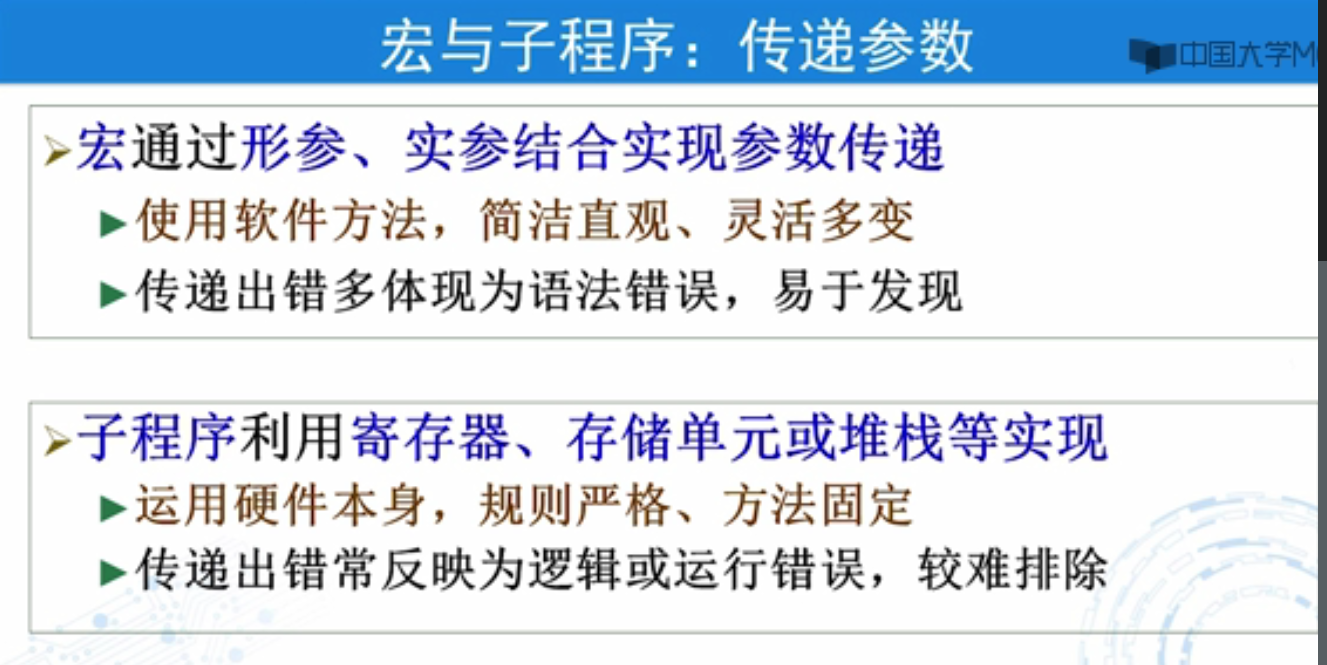 宏与子程序：传递参数
中国大学M
宏通过形参、实参结合实现参数传递
使用软件方法，简洁直观、灵活多变
传递出错多体现为语法错误，易于发现
子程序利用寄存器、存储单元或堆栈等实现
运用硬件本身，规则严格、方法固定
传递出错常反映为逻辑或运行错误，较难排除